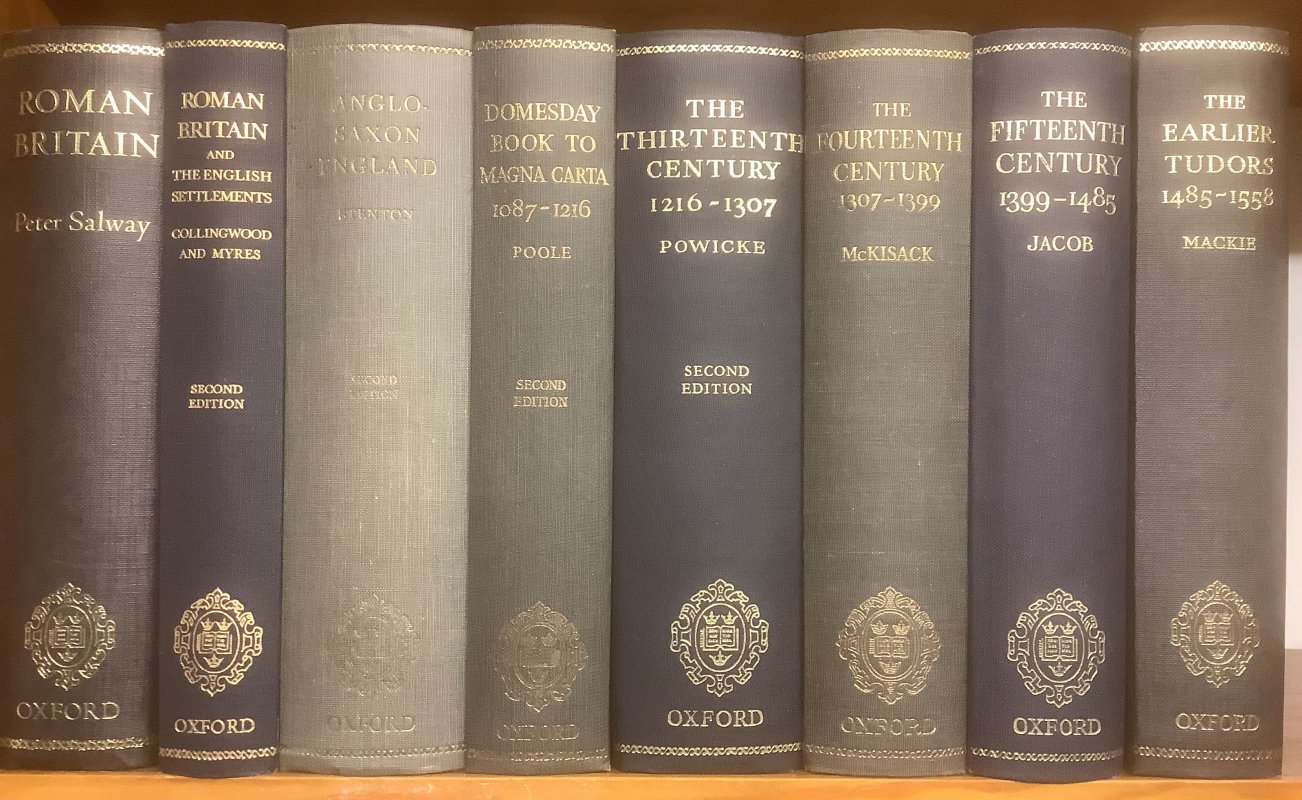 ROMAN
BRITAIN
Peter Salway
OXFORD
ROMAN
BRITAIN
AND
THE ENGLISH
SETTLEMENTS
COLLINGWOOD
AND MYRES
SECOND
EDITION
OXFORD
ANGLO-
SAXON
ENGLAND
STENTON
SECOND
EDITION
OXFORD
DOMESDAY
BOOK TO
MAGNA CARTA
1087-1216
POOLE
SECOND
EDITION
OXFORD
THE
THIRTEENTH
CENTURY
1216-1307
POWICKE
SECOND
EDITION
OXFORD
THE
FOURTEENTH
CENTURY
1307-1399
McKISACK
OXFORD
THE
FIFTEENTH
CENTURY
1399-1485
JACOB
OXFORD
THE
EARLIER
TUDORS
1485-1558
MACKIE
OXFORD